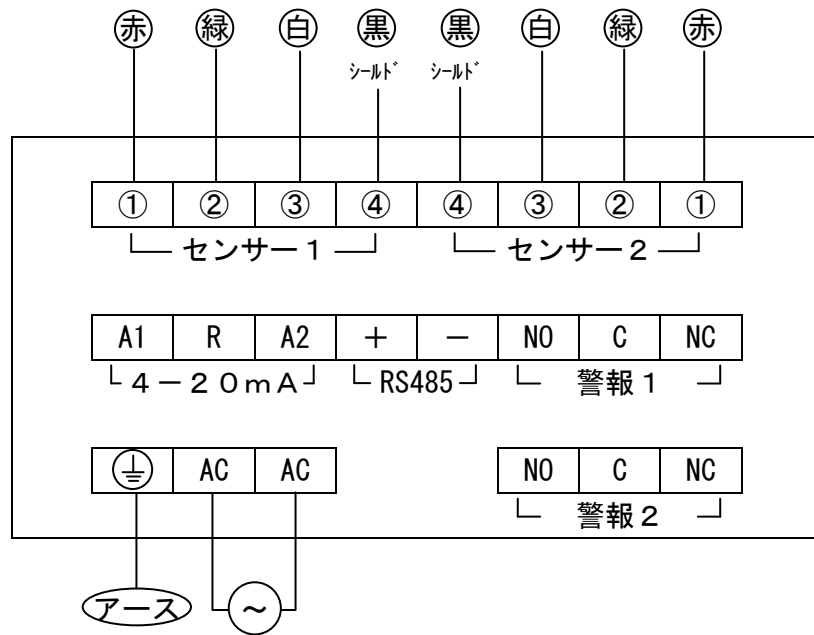 赤 緑 白 黒 黒 白 緑 赤
ｼｰﾙﾄﾞ ｼｰﾙﾄﾞ
① ② ③ ④ ④ ③ ② ①
センサー１ センサー２
A1 R A2 + - NO C NC
４－２０ｍＡ RS485 警報１
AC AC NO C NC
警報２
アース ～